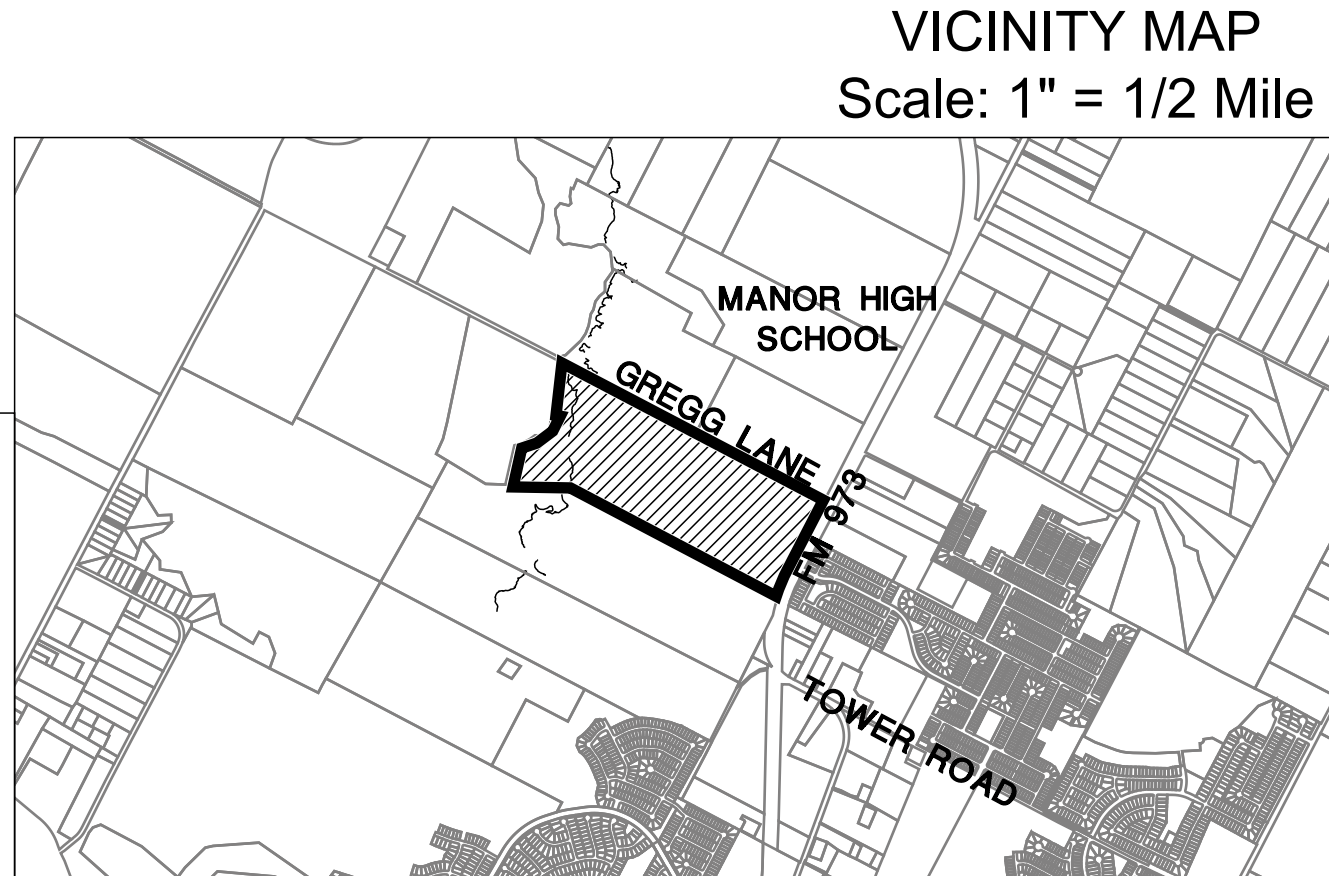 VICINITY MAP
Scale: 1" = 1/2 Mile
MANOR HIGH
SCHOOL
GREGG LANE
FM 973
TOWER ROAD